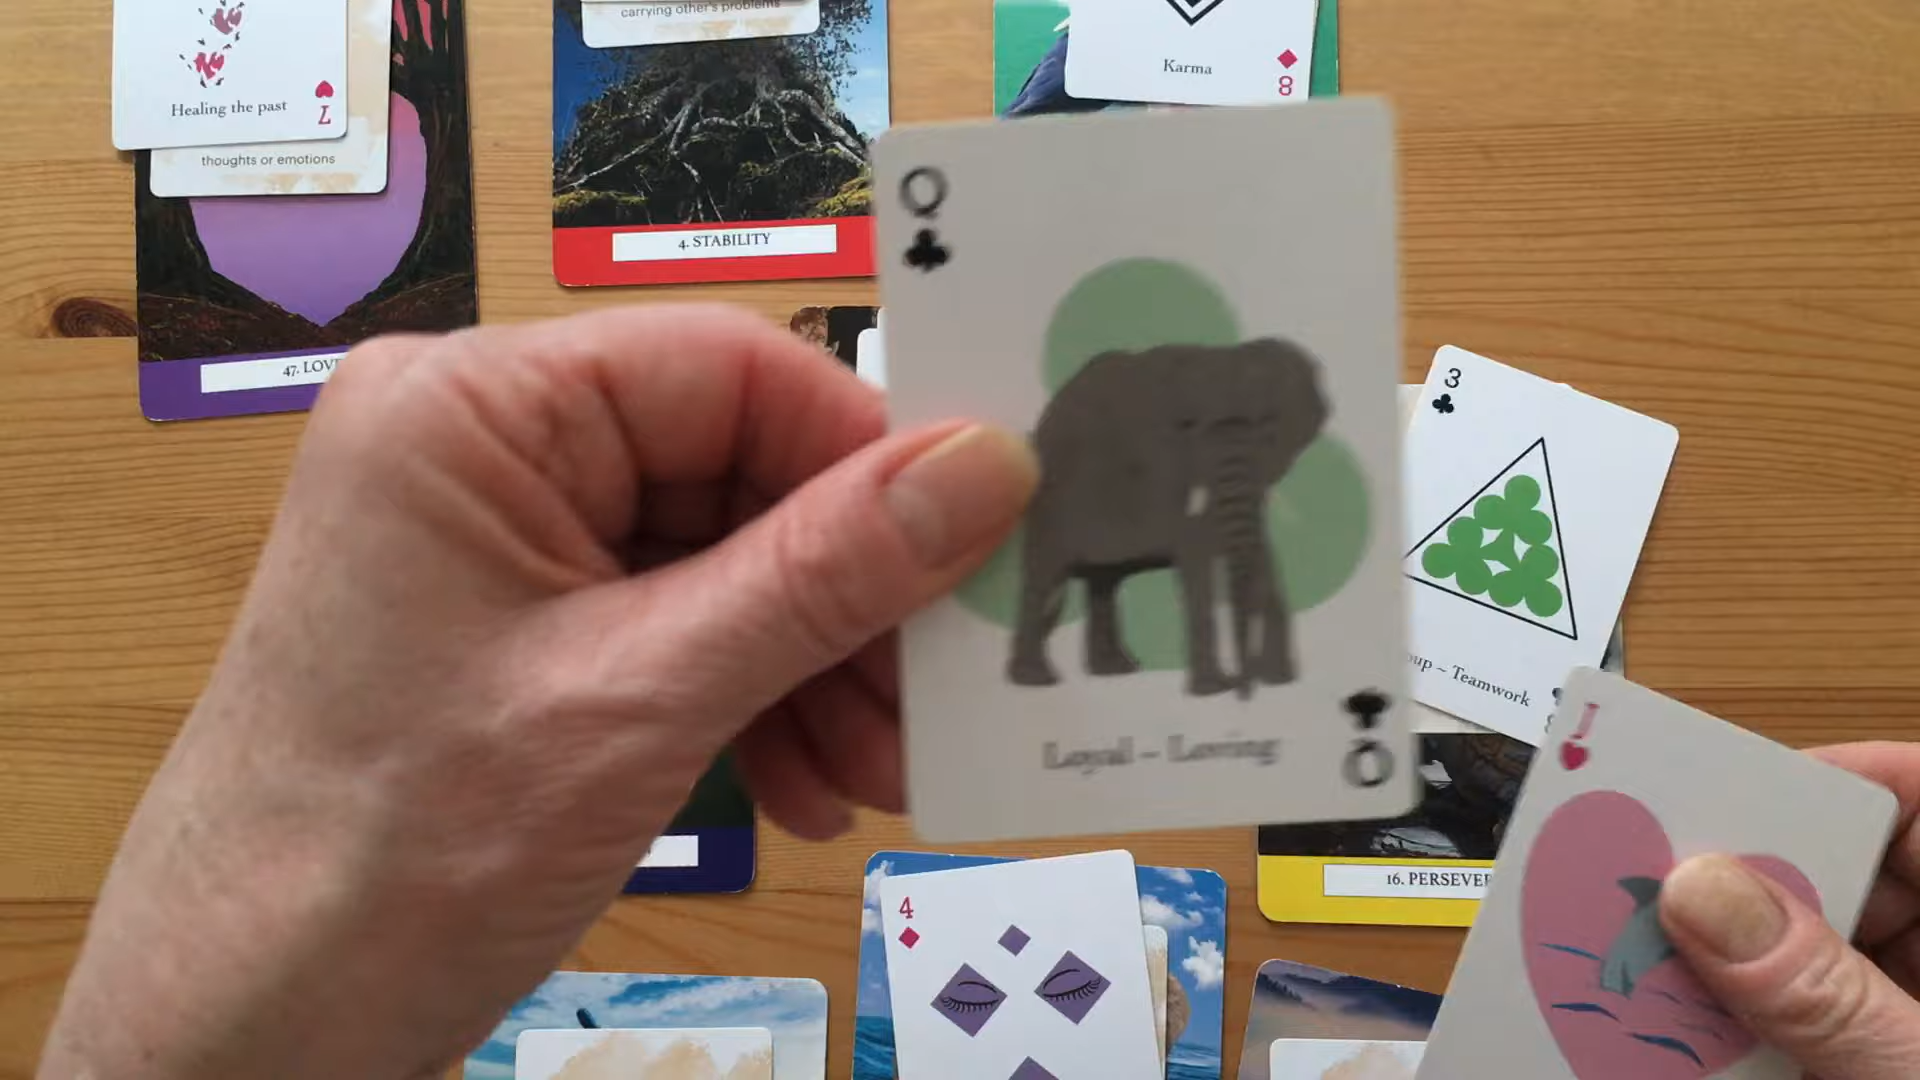 Healing the past
7
thoughts or emotions
47. LOVE
carrying other's problems
4. STABILITY
Karma
8
Q
Loyal ~ Loving
Q
3
Teamwork
J
16.
4